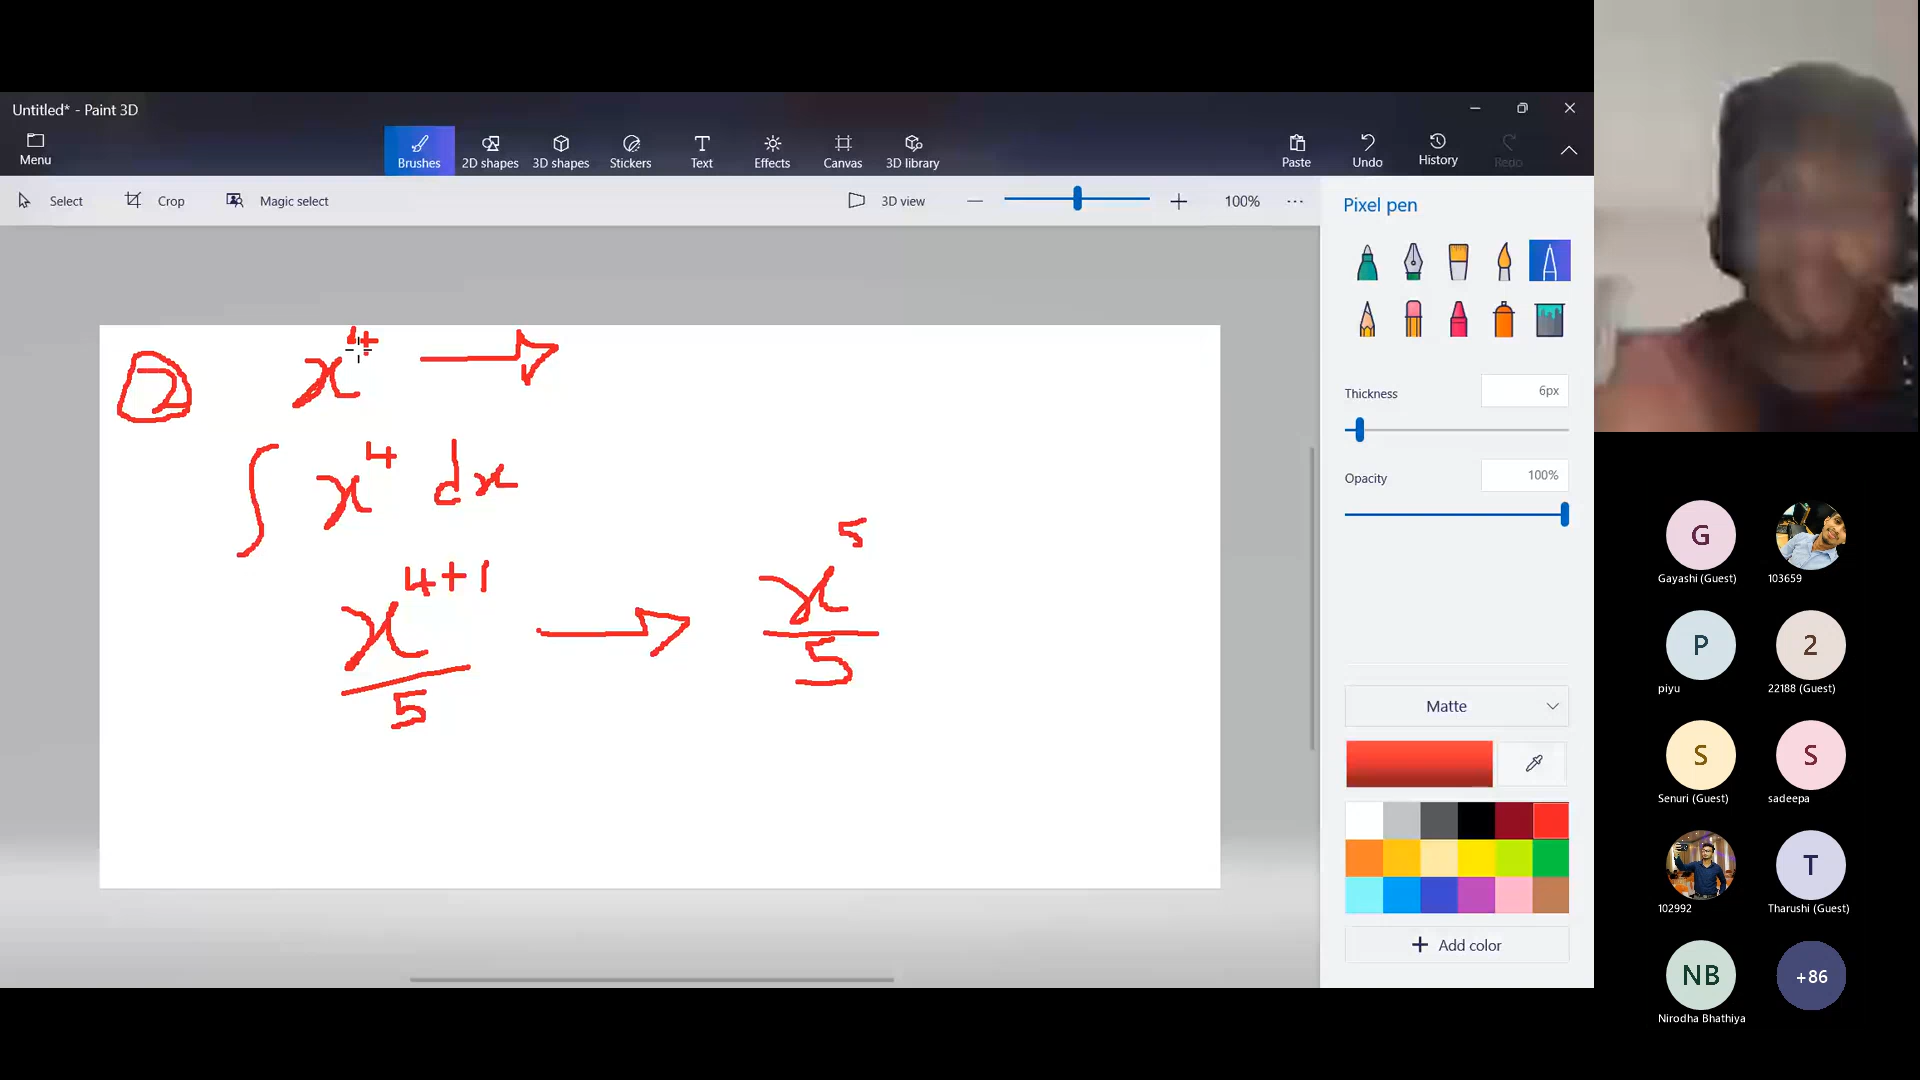 Untitled* - Paint 3D
Menu
Brushes
2D shapes
3D shapes
Stickers
Text
Effects
Canvas
3D library
Paste
Undo
History
Redo
Select
Crop
Magic select
3D view
100%
Pixel pen
Thickness
6px
Opacity
100%
Matte
Add color
2 x⁴ →
∫ x⁴ dx
x⁴⁺¹/5 → x⁵/5
G
Gayashi (Guest)
103659
P
piyu
2
22188 (Guest)
S
Senuri (Guest)
S
sadeepa
102992
T
Tharushi (Guest)
NB
Nirodha Bhathiya
+86